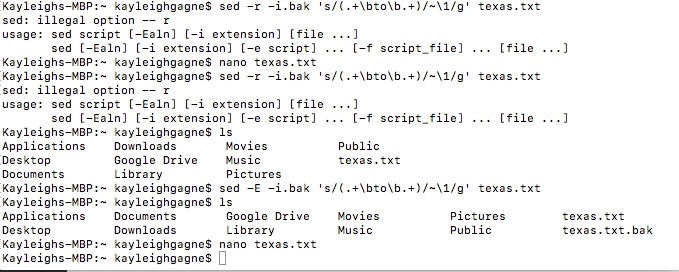 Kayleighs-MBP:~ kayleighgagne$ sed -r -i.bak 's/(.+\bto\b.+)/~\1/g' texas.txt
sed: illegal option -- r
usage: sed script [-Ealn] [-i extension] [file ...]
       sed [-Ealn] [-i extension] [-e script] ... [-f script_file] ... [file ...]
Kayleighs-MBP:~ kayleighgagne$ nano texas.txt
Kayleighs-MBP:~ kayleighgagne$ sed -r -i.bak 's/(.+\bto\b.+)/~\1/g' texas.txt
sed: illegal option -- r
usage: sed script [-Ealn] [-i extension] [file ...]
       sed [-Ealn] [-i extension] [-e script] ... [-f script_file] ... [file ...]
Kayleighs-MBP:~ kayleighgagne$ ls
Applications    Downloads       Movies          Public
Desktop         Google Drive    Music           texas.txt
Documents       Library         Pictures
Kayleighs-MBP:~ kayleighgagne$ sed -E -i.bak 's/(.+\bto\b.+)/~\1/g' texas.txt
Kayleighs-MBP:~ kayleighgagne$ ls
Applications    Documents       Google Drive    Movies          Pictures        texas.txt
Desktop         Downloads       Library         Music           Public          texas.txt.bak
Kayleighs-MBP:~ kayleighgagne$ nano texas.txt
Kayleighs-MBP:~ kayleighgagne$